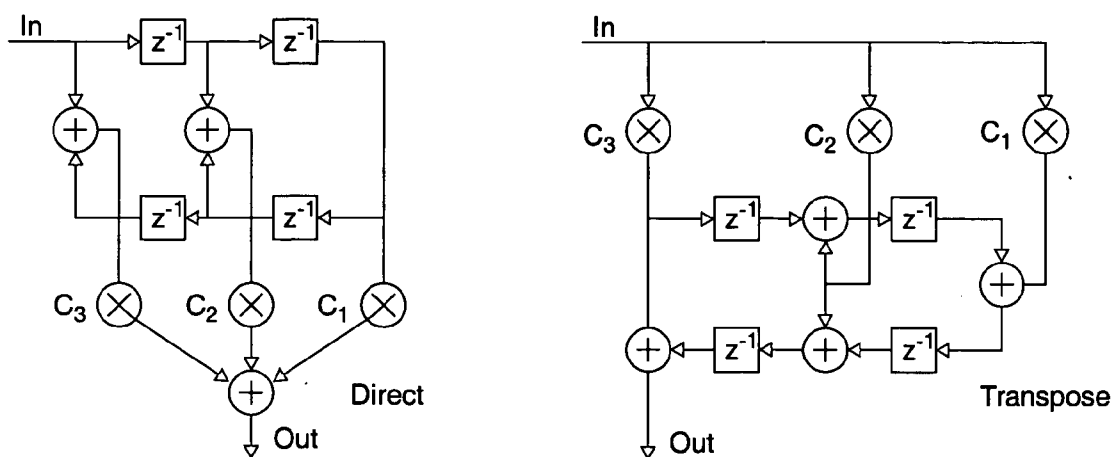 In
z⁻¹
z⁻¹
+
+
z⁻¹
z⁻¹
C₃
×
C₂
×
C₁
×
+
Direct
Out
In
C₃
×
C₂
×
C₁
×
z⁻¹
+
z⁻¹
+
+
z⁻¹
+
z⁻¹
Transpose
Out